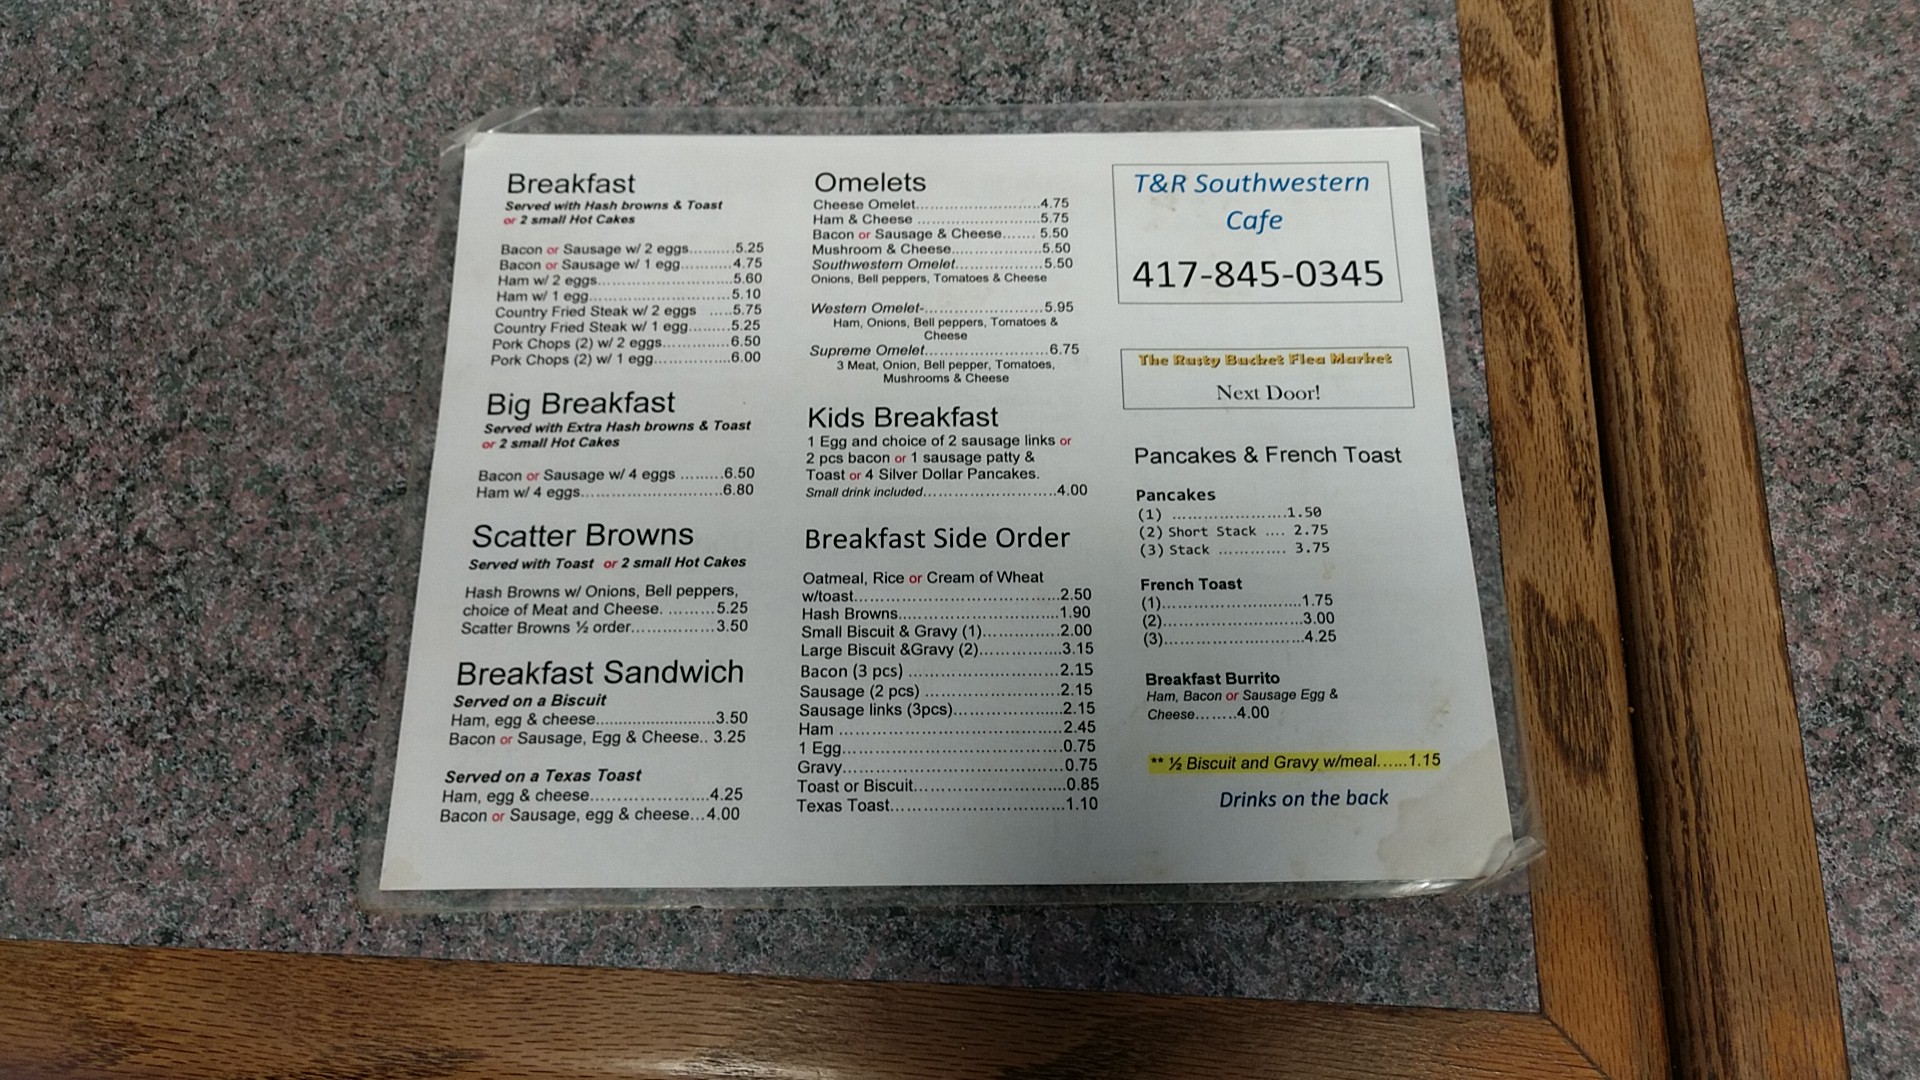 Breakfast
Served with Hash browns & Toast
or 2 small Hot Cakes
Bacon or Sausage w/ 2 eggs..........5.25
Bacon or Sausage w/ 1 egg...........4.75
Ham w/ 2 eggs..............................5.60
Ham w/ 1 egg...............................5.10
Country Fried Steak w/ 2 eggs .....5.75
Country Fried Steak w/ 1 egg.........5.25
Pork Chops (2) w/ 2 eggs...............6.50
Pork Chops (2) w/ 1 egg.................6.00
Big Breakfast
Served with Extra Hash browns & Toast
or 2 small Hot Cakes
Bacon or Sausage w/ 4 eggs .........6.50
Ham w/ 4 eggs..............................6.80
Scatter Browns
Served with Toast or 2 small Hot Cakes
Hash Browns w/ Onions, Bell peppers,
choice of Meat and Cheese. .........5.25
Scatter Browns ½ order.................3.50
Breakfast Sandwich
Served on a Biscuit
Ham, egg & cheese..........................3.50
Bacon or Sausage, Egg & Cheese.. 3.25
Served on a Texas Toast
Ham, egg & cheese.......................4.25
Bacon or Sausage, egg & cheese...4.00
Omelets
Cheese Omelet............................4.75
Ham & Cheese ...........................5.75
Bacon or Sausage & Cheese....... 5.50
Mushroom & Cheese....................5.50
Southwestern Omelet...................5.50
Onions, Bell peppers, Tomatoes & Cheese
Western Omelet-..........................5.95
Ham, Onions, Bell peppers, Tomatoes &
Cheese
Supreme Omelet...........................6.75
3 Meat, Onion, Bell pepper, Tomatoes,
Mushrooms & Cheese
Kids Breakfast
1 Egg and choice of 2 sausage links or
2 pcs bacon or 1 sausage patty &
Toast or 4 Silver Dollar Pancakes.
Small drink included...........................4.00
Breakfast Side Order
Oatmeal, Rice or Cream of Wheat
w/toast..........................................2.50
Hash Browns.................................1.90
Small Biscuit & Gravy (1)................2.00
Large Biscuit &Gravy (2).................3.15
Bacon (3 pcs) ...............................2.15
Sausage (2 pcs) ............................2.15
Sausage links (3pcs)......................2.15
Ham .............................................2.45
1 Egg.............................................0.75
Gravy.............................................0.75
Toast or Biscuit...............................0.85
Texas Toast....................................1.10
T&R Southwestern
Cafe
417-845-0345
The Rusty Bucket Flea Market
Next Door!
Pancakes & French Toast
Pancakes
(1) ......................1.50
(2) Short Stack .... 2.75
(3) Stack ............. 3.75
French Toast
(1).............................1.75
(2).............................3.00
(3).............................4.25
Breakfast Burrito
Ham, Bacon or Sausage Egg &
Cheese........4.00
** ½ Biscuit and Gravy w/meal......1.15
Drinks on the back